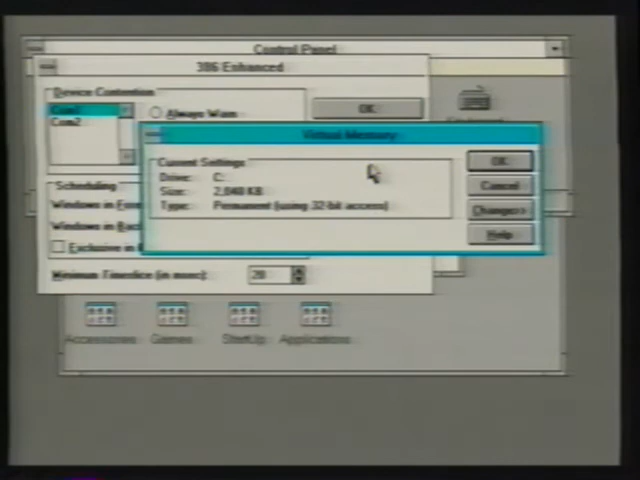 Control Panel
386 Enhanced
Device Contention
Com1
Com2
Always Warn
OK
Virtual Memory
Current Settings
Drive: C:
Size: 2,048 KB
Type: Permanent (using 32-bit access)
OK
Cancel
Change>>
Help
Scheduling
Windows in
Windows in
Exclusive in
Minimum Timeslice (in msec): 20
Accessories
Games
StartUp
Applications